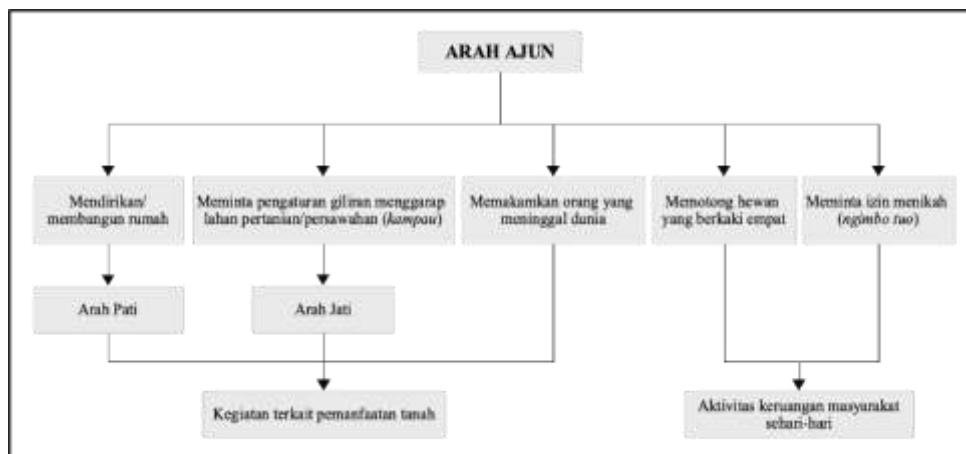 ARAH AJUN
Mendirikan/
membangun rumah
Meminta pengaturan giliran menggarap
lahan pertanian/persawahan (kampau)
Memakamkan orang yang
meninggal dunia
Memotong hewan
yang berkaki empat
Meminta izin menikah
(ngimbo tuo)
Arah Pati
Arah Jati
Kegiatan terkait pemanfaatan tanah
Aktivitas keruangan masyarakat
sehari-hari